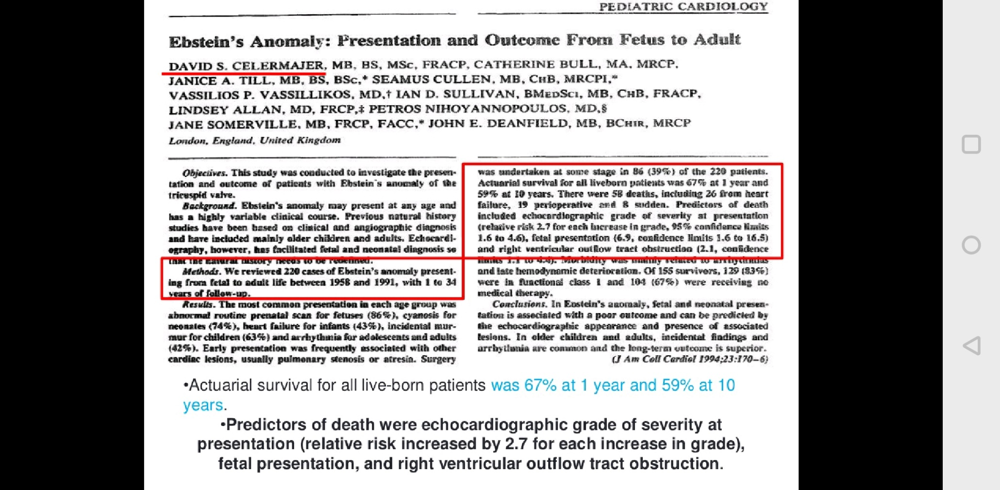 PEDIATRIC CARDIOLOGY
Ebstein's Anomaly: Presentation and Outcome From Fetus to Adult
DAVID S. CELERMAJER, MB, BS, MSc, FRACP, CATHERINE BULL, MA, MRCP,
JANICE A. TILL, MB, BS, BSc,* SEAMUS CULLEN, MB, CHB, MRCPI,*
VASSILIOS P. VASSILLIKOS, MD,† IAN D. SULLIVAN, BMEDSCI, MB, CHB, FRACP,
LINDSEY ALLAN, MD, FRCP,‡ PETROS NIHOYANNOPOULOS, MD,§
JANE SOMERVILLE, MB, FRCP, FACC,* JOHN E. DEANFIELD, MB, BCHIR, MRCP
London, England, United Kingdom
Objectives. This study was conducted to investigate the presen-
tation and outcome of patients with Ebstein's anomaly of the
tricuspid valve.
Background. Ebstein's anomaly may present at any age and
has a highly variable clinical course. Previous natural history
studies have been based on clinical and angiographic diagnosis
and have included mainly older children and adults. Echocardi-
ography, however, has facilitated fetal and neonatal diagnosis so
that the natural history needs to be redefined.
Methods. We reviewed 220 cases of Ebstein's anomaly present-
ing from fetal to adult life between 1958 and 1991, with 1 to 34
years of follow-up.
Results. The most common presentation in each age group was
abnormal routine prenatal scan for fetuses (86%), cyanosis for
neonates (74%), heart failure for infants (43%), incidental mur-
mur for children (63%) and arrhythmia for adolescents and adults
(42%). Early presentation was frequently associated with other
cardiac lesions, usually pulmonary stenosis or atresia. Surgery
was undertaken at some stage in 86 (39%) of the 220 patients.
Actuarial survival for all liveborn patients was 67% at 1 year and
59% at 10 years. There were 58 deaths, including 26 from heart
failure, 19 perioperative and 8 sudden. Predictors of death
included echocardiographic grade of severity at presentation
(relative risk 2.7 for each increase in grade, 95% confidence limits
1.6 to 4.6), fetal presentation (6.9, confidence limits 1.6 to 16.5)
and right ventricular outflow tract obstruction (2.1, confidence
limits 1.1 to 4.4). Morbidity was mainly related to arrhythmias
and late hemodynamic deterioration. Of 155 survivors, 129 (83%)
were in functional class I and 104 (67%) were receiving no
medical therapy.
Conclusions. In Ebstein's anomaly, fetal and neonatal presen-
tation is associated with a poor outcome and can be predicted by
the echocardiographic appearance and presence of associated
lesions. In older children and adults, incidental findings and
arrhythmia are common and the long-term outcome is superior.
(J Am Coll Cardiol 1994;23:170–6)
•Actuarial survival for all live-born patients was 67% at 1 year and 59% at 10
years.
•Predictors of death were echocardiographic grade of severity at
presentation (relative risk increased by 2.7 for each increase in grade),
fetal presentation, and right ventricular outflow tract obstruction.